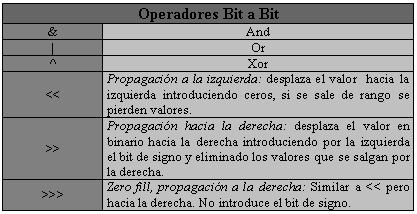 Operadores Bit a Bit
& And
| Or
^ Xor
Propagación a la izquierda: desplaza el valor hacia la
<< izquierda introduciendo ceros, si se sale de rango se
pierden valores.
Propagación hacia la derecha: desplaza el valor en
binario hacia la derecha introduciendo por la izquierda
>> el bit de signo y eliminado los valores que se salgan por
la derecha.
>>> Zero fill, propagación a la derecha: Similar a << pero
hacia la derecha. No introduce el bit de signo.